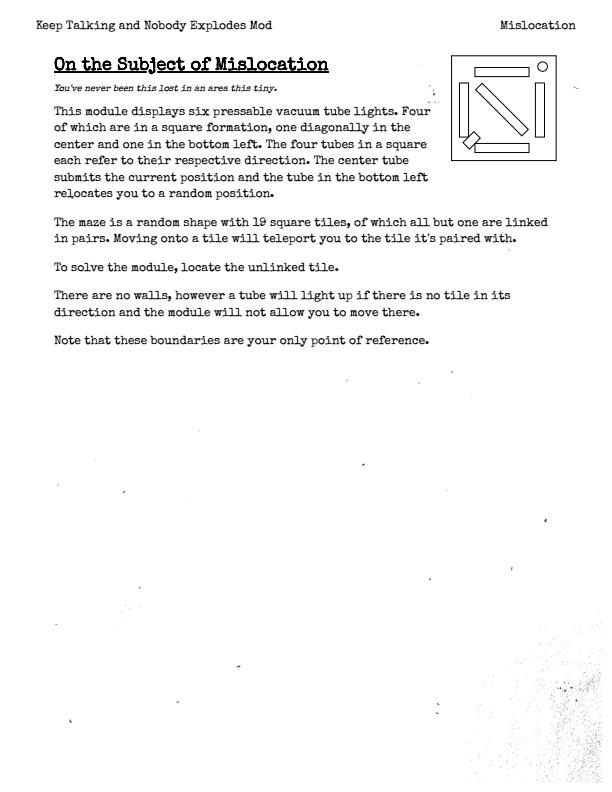 Keep Talking and Nobody Explodes Mod
Mislocation
On the Subject of Mislocation
You've never been this lost in an area this tiny.
This module displays six pressable vacuum tube lights. Four
of which are in a square formation, one diagonally in the
center and one in the bottom left. The four tubes in a square
each refer to their respective direction. The center tube
submits the current position and the tube in the bottom left
relocates you to a random position.
The maze is a random shape with 19 square tiles, of which all but one are linked
in pairs. Moving onto a tile will teleport you to the tile it's paired with.
To solve the module, locate the unlinked tile.
There are no walls, however a tube will light up if there is no tile in its
direction and the module will not allow you to move there.
Note that these boundaries are your only point of reference.